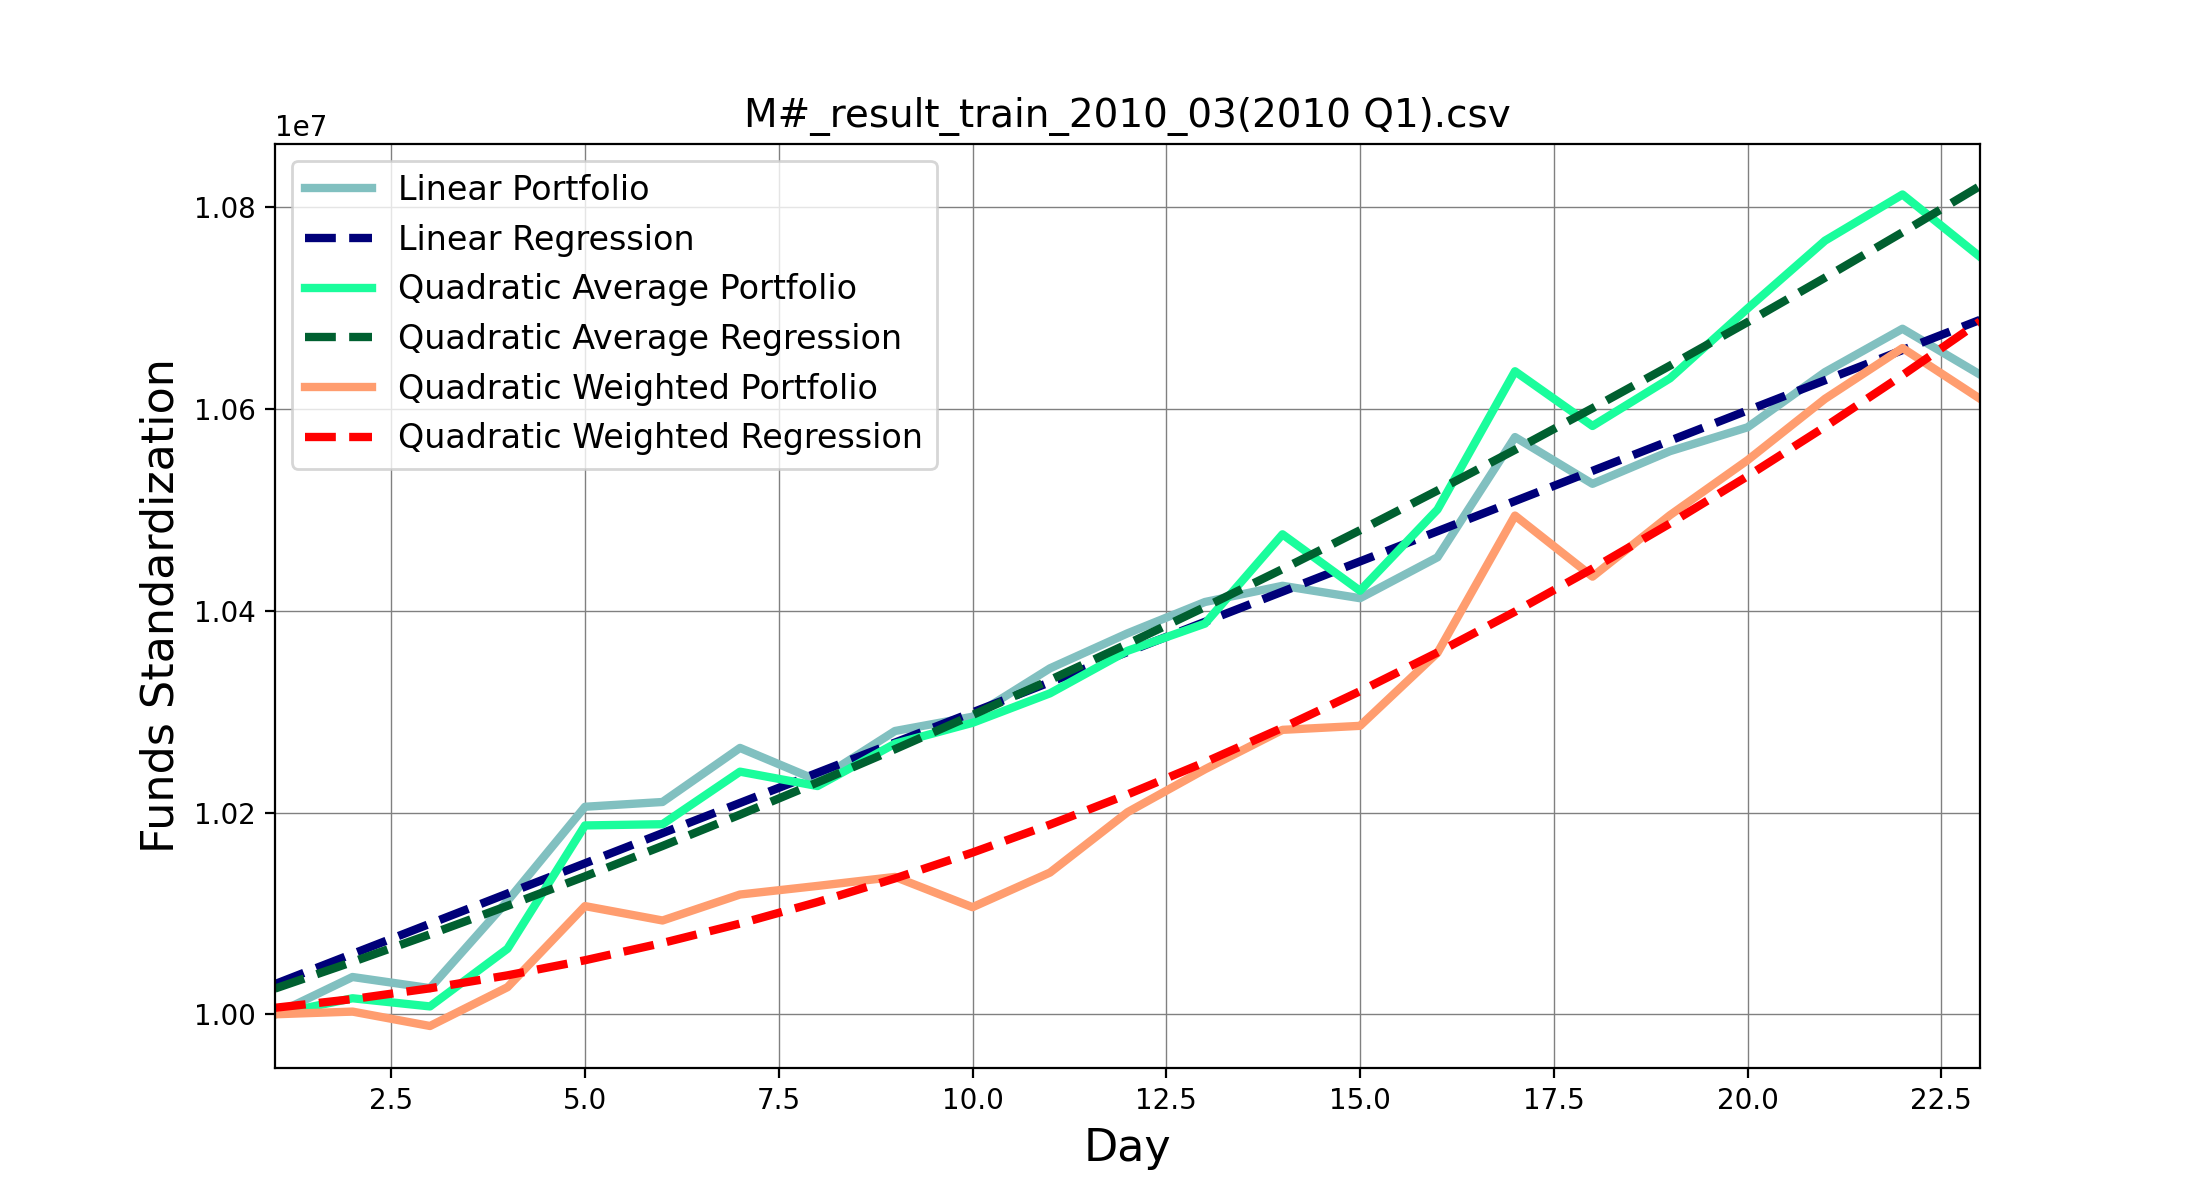 M#_result_train_2010_03(2010 Q1).csv
1e7
Linear Portfolio
Linear Regression
Quadratic Average Portfolio
Quadratic Average Regression
Quadratic Weighted Portfolio
Quadratic Weighted Regression
Funds Standardization
1.08
1.06
1.04
1.02
1.00
2.5 5.0 7.5 10.0 12.5 15.0 17.5 20.0 22.5
Day